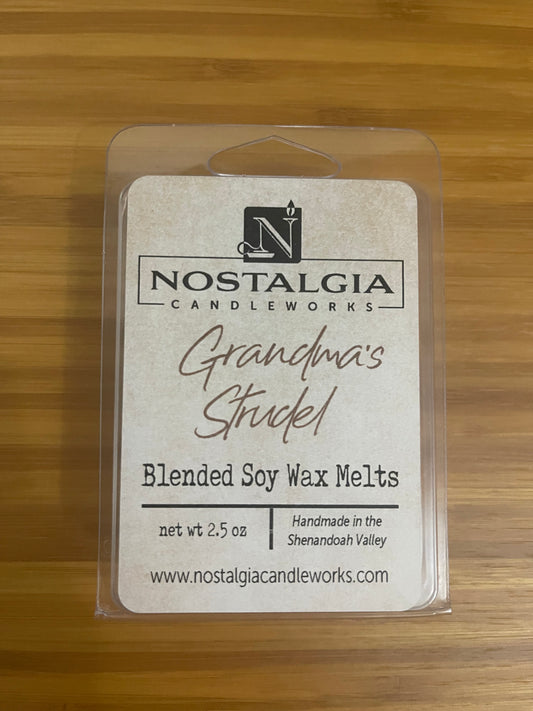 N
NOSTALGIA
CANDLEWORKS
Grandma's
Strudel
Blended Soy Wax Melts
net wt 2.5 oz
Handmade in the
Shenandoah Valley
www.nostalgiacandleworks.com